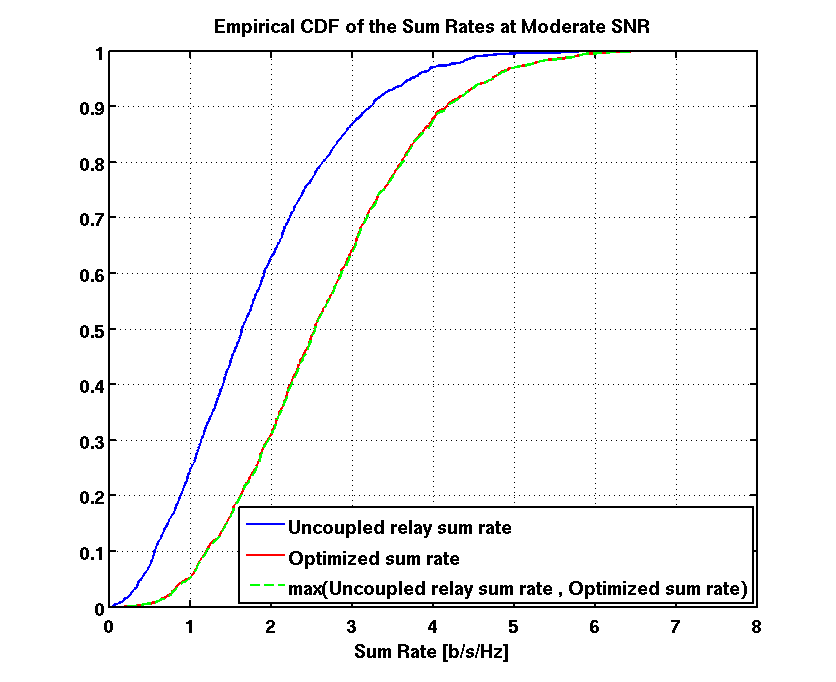 Empirical CDF of the Sum Rates at Moderate SNR
1
0.9
0.8
0.7
0.6
0.5
0.4
0.3
0.2
0.1
0
Uncoupled relay sum rate
Optimized sum rate
max(Uncoupled relay sum rate , Optimized sum rate)
0 1 2 3 4 5 6 7 8
Sum Rate [b/s/Hz]